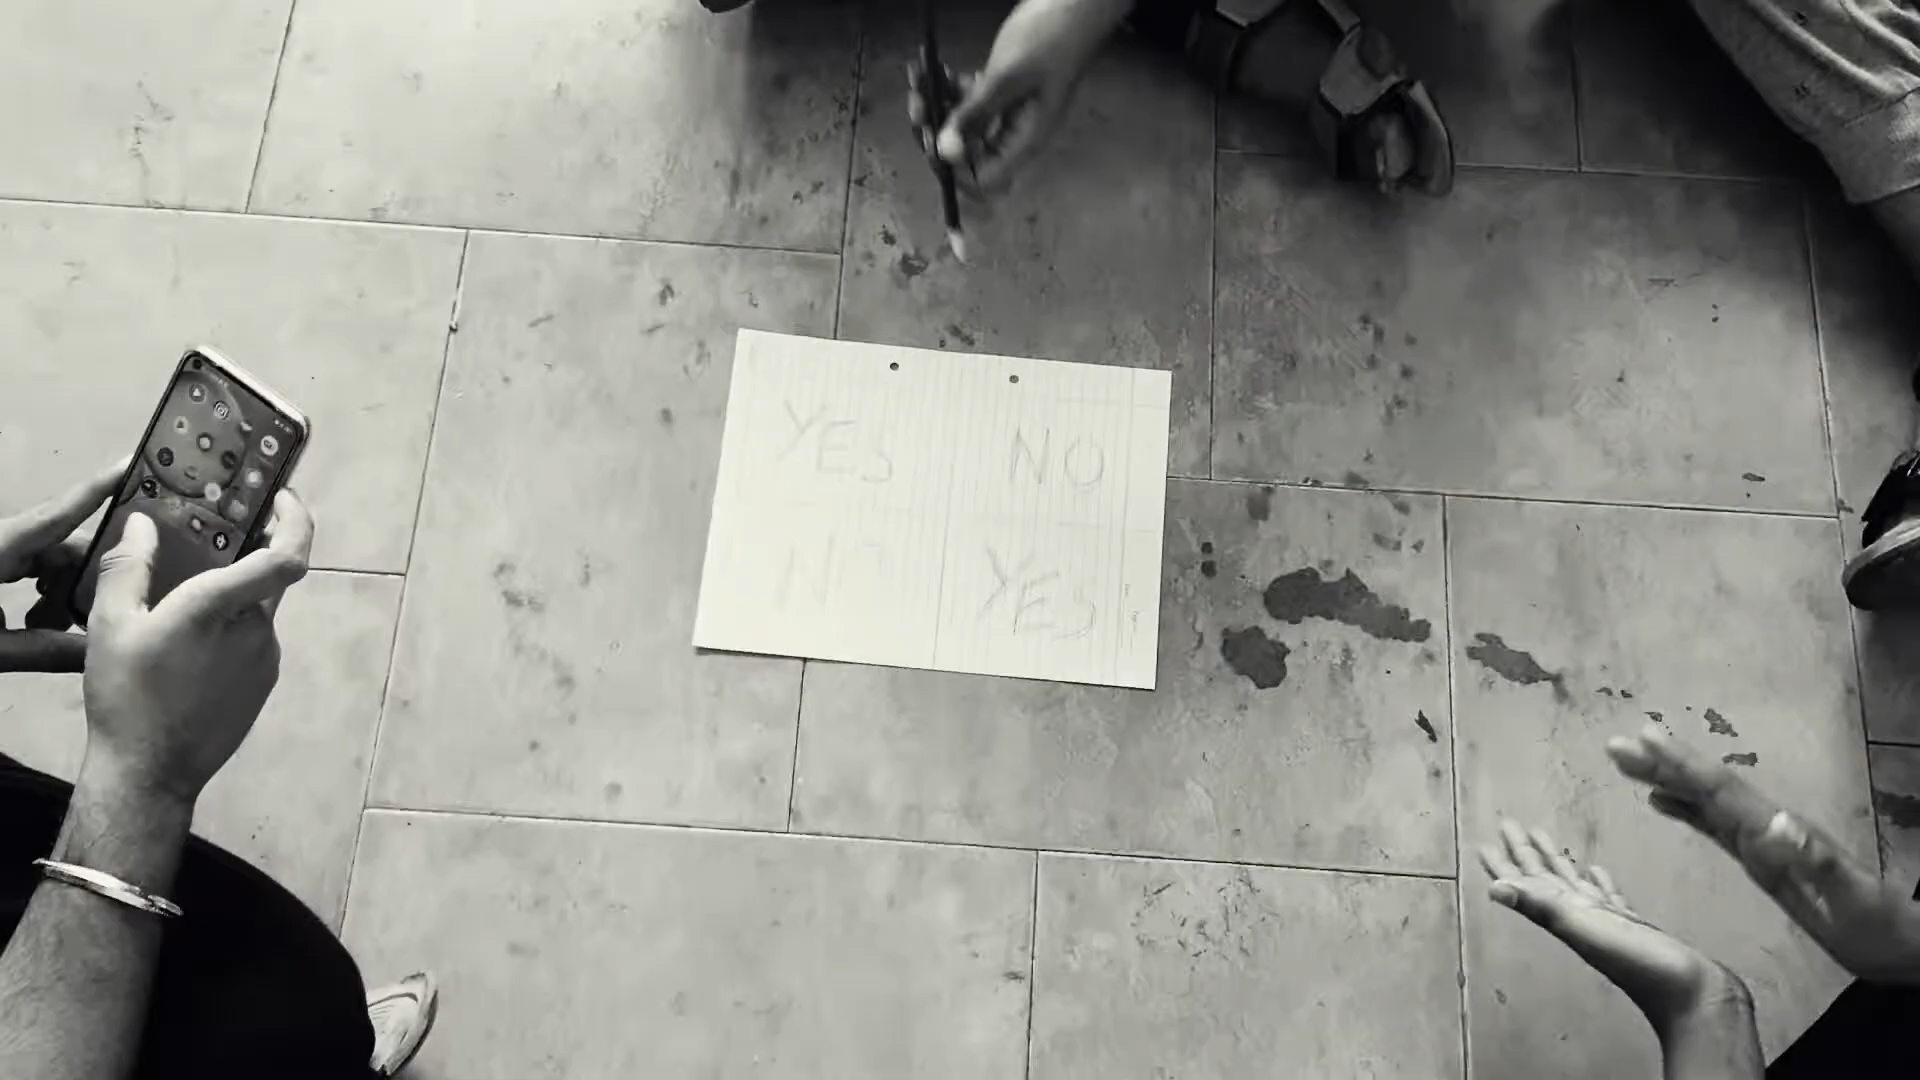 YES NO
NO YES